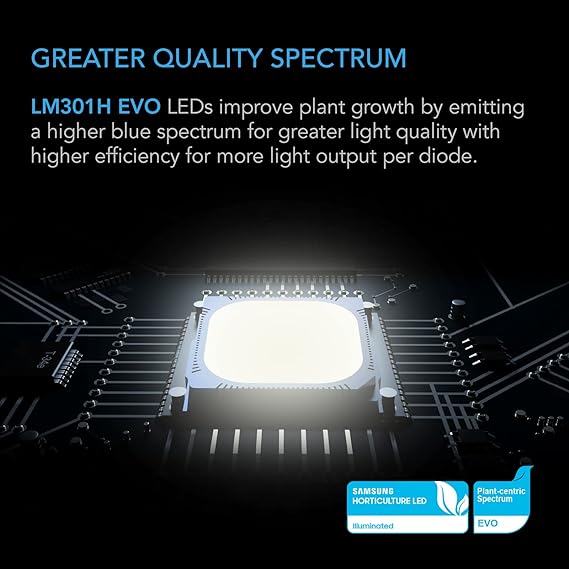 GREATER QUALITY SPECTRUM
LM301H EVO LEDs improve plant growth by emitting
a higher blue spectrum for greater light quality with
higher efficiency for more light output per diode.
SAMSUNG
HORTICULTURE LED
Illuminated
Plant-centric
Spectrum
EVO